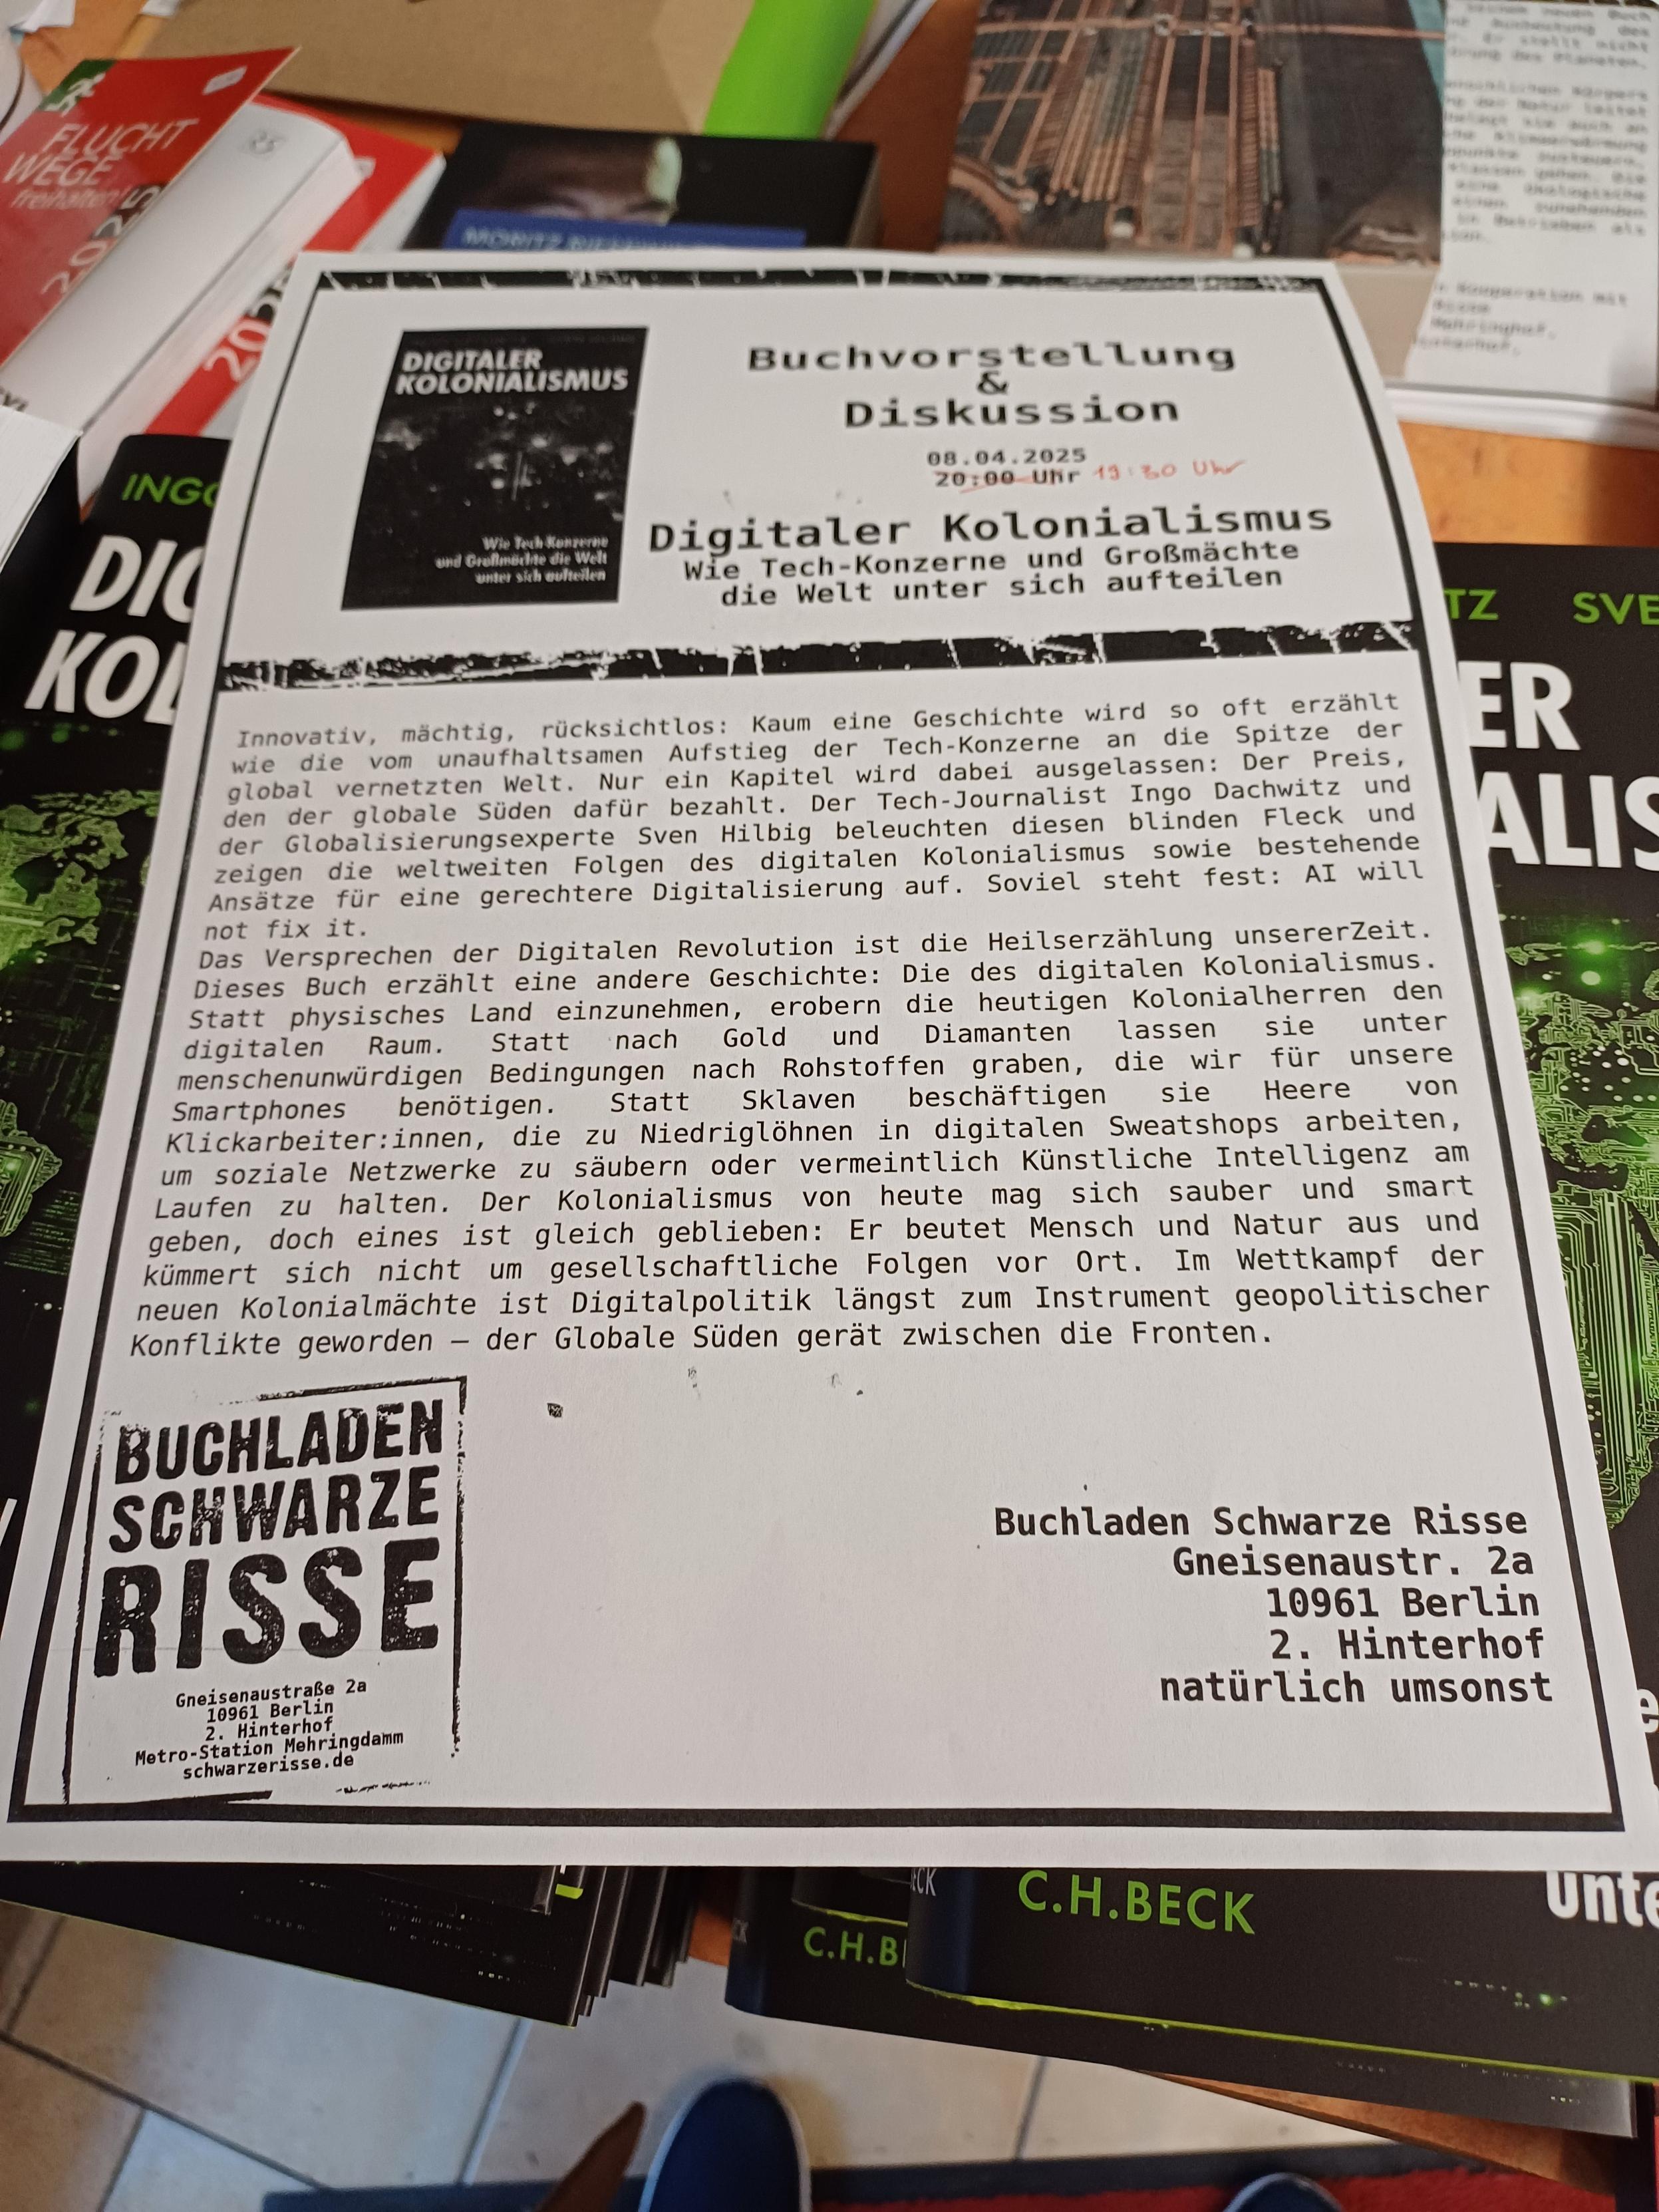 FLUCHT
WEGE
freihalten!
2025
INGO
DIG
KOL
TZ SVE
ER
ALIS
DIGITALER
KOLONIALISMUS
Wie Tech-Konzerne
und Großmächte die Welt
unter sich aufteilen
Buchvorstellung
&
Diskussion
08.04.2025
20:00 Uhr 19:30 Uhr
Digitaler Kolonialismus
Wie Tech-Konzerne und Großmächte
die Welt unter sich aufteilen
Innovativ, mächtig, rücksichtlos: Kaum eine Geschichte wird so oft erzählt
wie die vom unaufhaltsamen Aufstieg der Tech-Konzerne an die Spitze der
global vernetzten Welt. Nur ein Kapitel wird dabei ausgelassen: Der Preis,
den der globale Süden dafür bezahlt. Der Tech-Journalist Ingo Dachwitz und
der Globalisierungsexperte Sven Hilbig beleuchten diesen blinden Fleck und
zeigen die weltweiten Folgen des digitalen Kolonialismus sowie bestehende
Ansätze für eine gerechtere Digitalisierung auf. Soviel steht fest: AI will
not fix it.
Das Versprechen der Digitalen Revolution ist die Heilserzählung unsererZeit.
Dieses Buch erzählt eine andere Geschichte: Die des digitalen Kolonialismus.
Statt physisches Land einzunehmen, erobern die heutigen Kolonialherren den
digitalen Raum. Statt nach Gold und Diamanten lassen sie unter
menschenunwürdigen Bedingungen nach Rohstoffen graben, die wir für unsere
Smartphones benötigen. Statt Sklaven beschäftigen sie Heere von
Klickarbeiter:innen, die zu Niedriglöhnen in digitalen Sweatshops arbeiten,
um soziale Netzwerke zu säubern oder vermeintlich Künstliche Intelligenz am
Laufen zu halten. Der Kolonialismus von heute mag sich sauber und smart
geben, doch eines ist gleich geblieben: Er beutet Mensch und Natur aus und
kümmert sich nicht um gesellschaftliche Folgen vor Ort. Im Wettkampf der
neuen Kolonialmächte ist Digitalpolitik längst zum Instrument geopolitischer
Konflikte geworden – der Globale Süden gerät zwischen die Fronten.
BUCHLADEN
SCHWARZE
RISSE
Gneisenaustraße 2a
10961 Berlin
2. Hinterhof
Metro-Station Mehringdamm
schwarzerisse.de
Buchladen Schwarze Risse
Gneisenaustr. 2a
10961 Berlin
2. Hinterhof
natürlich umsonst
C.H.B
C.H.BECK
unte